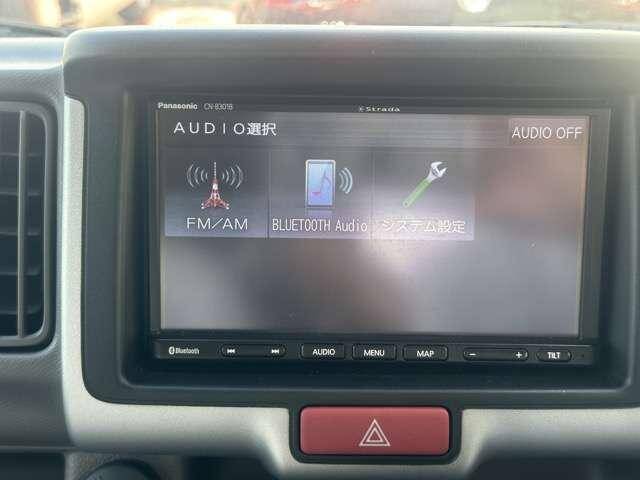 Panasonic CN-B301B Strada
AUDIO選択 AUDIO OFF
FM/AM BLUETOOTH Audio システム設定
Bluetooth AUDIO MENU MAP − + TILT